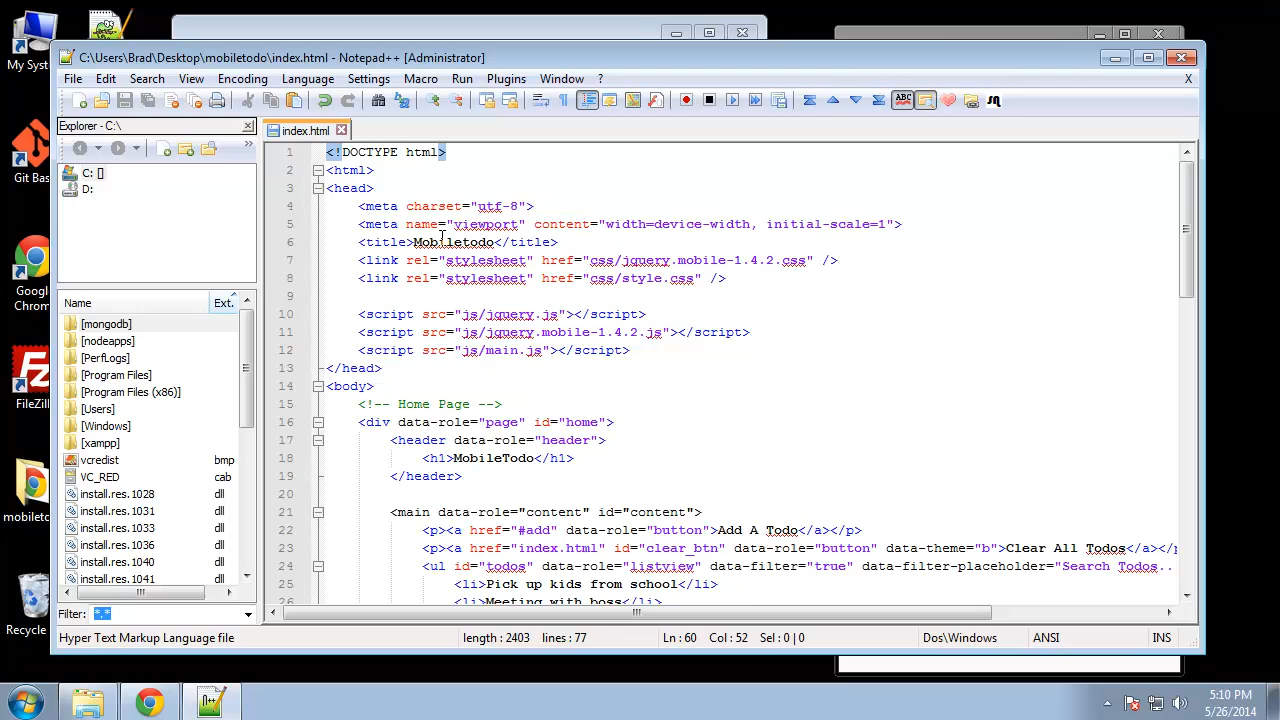 My Sys
C:\Users\Brad\Desktop\mobiletodo\index.html - Notepad++ [Administrator]
File Edit Search View Encoding Language Settings Macro Run Plugins Window ? X
Explorer - C:\
index.html
C: []
D:
Git Bas
Google
Chrom
FileZil
mobileto
Recycle
Name Ext.
[mongodb]
[nodeapps]
[PerfLogs]
[Program Files]
[Program Files (x86)]
[Users]
[Windows]
[xampp]
vcredist bmp
VC_RED cab
install.res.1028 dll
install.res.1031 dll
install.res.1033 dll
install.res.1036 dll
install.res.1040 dll
install.res.1041 dll
Filter: *.*
1 <!DOCTYPE html>
2 <html>
3 <head>
4 <meta charset="utf-8">
5 <meta name="viewport" content="width=device-width, initial-scale=1">
6 <title>Mobiletodo</title>
7 <link rel="stylesheet" href="css/jquery.mobile-1.4.2.css" />
8 <link rel="stylesheet" href="css/style.css" />
9
10 <script src="js/jquery.js"></script>
11 <script src="js/jquery.mobile-1.4.2.js"></script>
12 <script src="js/main.js"></script>
13 </head>
14 <body>
15 <!-- Home Page -->
16 <div data-role="page" id="home">
17 <header data-role="header">
18 <h1>MobileTodo</h1>
19 </header>
20
21 <main data-role="content" id="content">
22 <p><a href="#add" data-role="button">Add A Todo</a></p>
23 <p><a href="index.html" id="clear_btn" data-role="button" data-theme="b">Clear All Todos</a></p
24 <ul id="todos" data-role="listview" data-filter="true" data-filter-placeholder="Search Todos..
25 <li>Pick up kids from school</li>
26 <li>Meeting with boss</li>
Hyper Text Markup Language file length : 2403 lines : 77 Ln : 60 Col : 52 Sel : 0 | 0 Dos\Windows ANSI INS
5:10 PM
5/26/2014